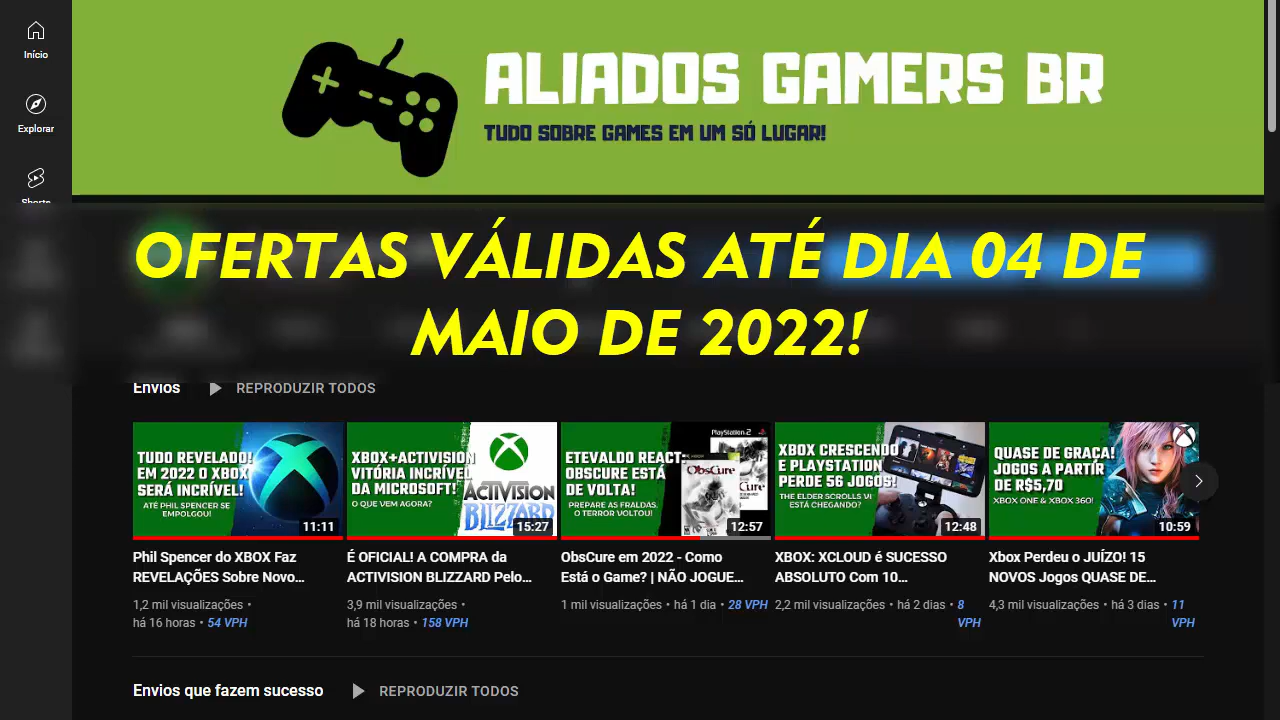 Início
Explorar
Shorts
ALIADOS GAMERS BR
TUDO SOBRE GAMES EM UM SÓ LUGAR!
OFERTAS VÁLIDAS ATÉ DIA 04 DE
MAIO DE 2022!
Envios
REPRODUZIR TODOS
TUDO REVELADO!
EM 2022 O XBOX
SERÁ INCRÍVEL!
ATÉ PHIL SPENCER SE
EMPOLGOU!
11:11
Phil Spencer do XBOX Faz
REVELAÇÕES Sobre Novo...
1,2 mil visualizações •
há 16 horas • 54 VPH
XBOX+ACTIVISION
VITÓRIA INCRÍVEL
DA MICROSOFT!
O QUE VEM AGORA?
ACTIVISION
BLIZZARD
15:27
É OFICIAL! A COMPRA da
ACTIVISION BLIZZARD Pelo...
3,9 mil visualizações •
há 18 horas • 158 VPH
ETEVALDO REACT:
OBSCURE ESTÁ
DE VOLTA!
PREPARE AS FRALDAS,
O TERROR VOLTOU!
PlayStation 2
ObsCure
12:57
ObsCure em 2022 - Como
Está o Game? | NÃO JOGUE...
1 mil visualizações • há 1 dia • 28 VPH
XBOX CRESCENDO
E PLAYSTATION
PERDE 56 JOGOS!
THE ELDER SCROLLS VI
ESTÁ CHEGANDO?
12:48
XBOX: XCLOUD é SUCESSO
ABSOLUTO Com 10...
2,2 mil visualizações • há 2 dias • 8
VPH
QUASE DE GRAÇA!
JOGOS A PARTIR
DE R$5,70
XBOX ONE & XBOX 360!
10:59
Xbox Perdeu o JUÍZO! 15
NOVOS Jogos QUASE DE...
4,3 mil visualizações • há 3 dias • 11
VPH
Envios que fazem sucesso
REPRODUZIR TODOS